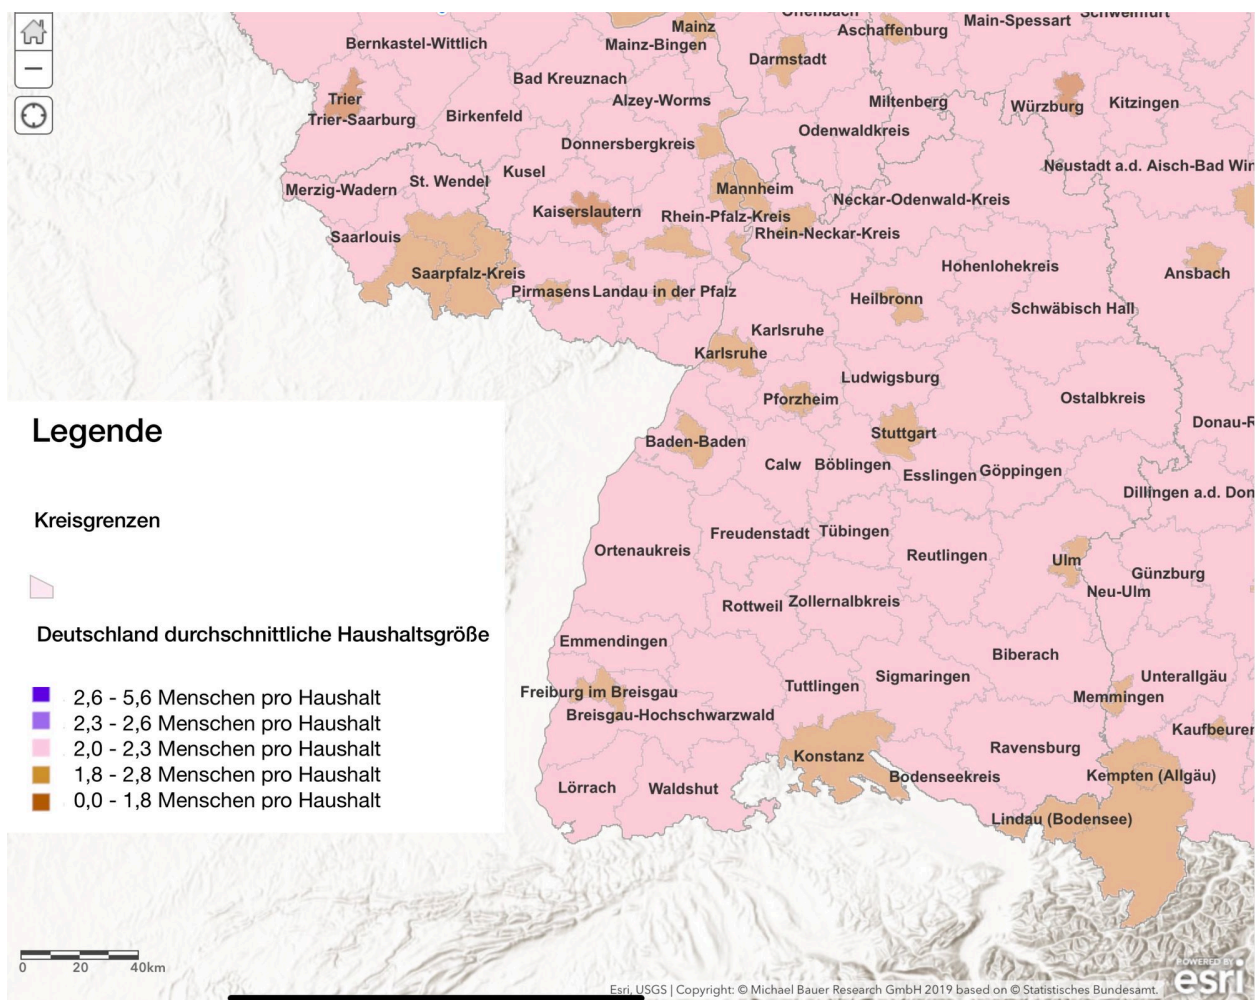 Offenbach
Schweinfurt
Mainz
Main-Spessart
Aschaffenburg
Bernkastel-Wittlich
Mainz-Bingen
Darmstadt
Bad Kreuznach
Trier
Alzey-Worms
Miltenberg
Würzburg
Kitzingen
Trier-Saarburg
Birkenfeld
Odenwaldkreis
Donnersbergkreis
Neustadt a.d. Aisch-Bad Win
Kusel
St. Wendel
Merzig-Wadern
Mannheim
Neckar-Odenwald-Kreis
Kaiserslautern
Rhein-Pfalz-Kreis
Saarlouis
Rhein-Neckar-Kreis
Hohenlohekreis
Saarpfalz-Kreis
Ansbach
Pirmasens
Landau in der Pfalz
Heilbronn
Schwäbisch Hall
Karlsruhe
Karlsruhe
Ludwigsburg
Pforzheim
Ostalbkreis
Donau-R
Stuttgart
Baden-Baden
Calw
Böblingen
Esslingen
Göppingen
Dillingen a.d. Don
Freudenstadt
Tübingen
Ortenaukreis
Reutlingen
Ulm
Günzburg
Neu-Ulm
Rottweil
Zollernalbkreis
Emmendingen
Biberach
Sigmaringen
Unterallgäu
Tuttlingen
Freiburg im Breisgau
Memmingen
Breisgau-Hochschwarzwald
Kaufbeuren
Ravensburg
Konstanz
Bodenseekreis
Kempten (Allgäu)
Lörrach
Waldshut
Lindau (Bodensee)
Legende
Kreisgrenzen
Deutschland durchschnittliche Haushaltsgröße
2,6 - 5,6 Menschen pro Haushalt
2,3 - 2,6 Menschen pro Haushalt
2,0 - 2,3 Menschen pro Haushalt
1,8 - 2,8 Menschen pro Haushalt
0,0 - 1,8 Menschen pro Haushalt
0 20 40km
POWERED BY
esri
Esri, USGS | Copyright: © Michael Bauer Research GmbH 2019 based on © Statistisches Bundesamt.